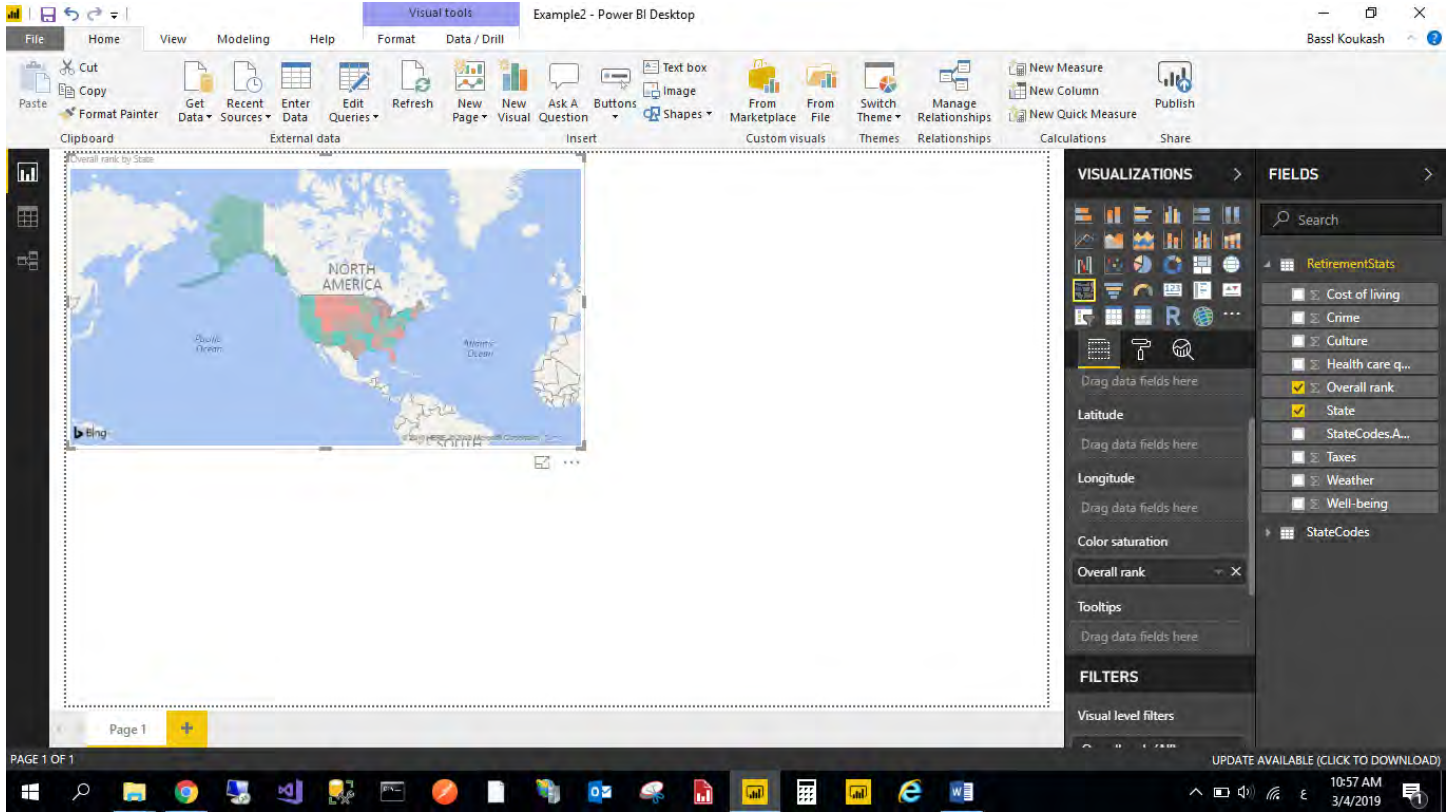 Visual tools
Example2 - Power BI Desktop
File
Home
View
Modeling
Help
Format
Data / Drill
Bassl Koukash
Paste
Cut
Copy
Format Painter
Clipboard
Get Data
Recent Sources
Enter Data
Edit Queries
External data
Refresh
New Page
New Visual
Ask A Question
Buttons
Text box
Image
Shapes
Insert
From Marketplace
From File
Custom visuals
Switch Theme
Themes
Manage Relationships
Relationships
New Measure
New Column
New Quick Measure
Calculations
Publish
Share
Overall rank by State
NORTH
AMERICA
Pacific
Ocean
Atlantic
Ocean
SOUTH
Bing
VISUALIZATIONS
123
R
Drag data fields here
Latitude
Drag data fields here
Longitude
Drag data fields here
Color saturation
Overall rank
Tooltips
Drag data fields here
FILTERS
Visual level filters
FIELDS
Search
RetirementStats
Σ Cost of living
Σ Crime
Σ Culture
Σ Health care q...
Σ Overall rank
State
StateCodes.A...
Σ Taxes
Σ Weather
Σ Well-being
StateCodes
Page 1
PAGE 1 OF 1
UPDATE AVAILABLE (CLICK TO DOWNLOAD)
ع
10:57 AM
3/4/2019
1